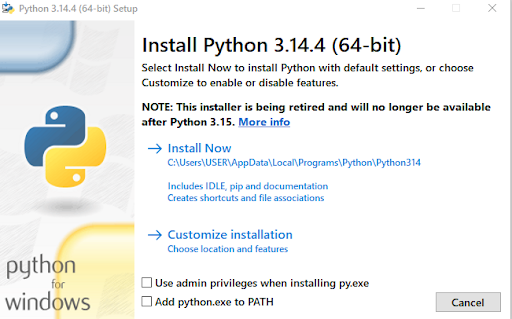 Python 3.14.4 (64-bit) Setup
Install Python 3.14.4 (64-bit)
Select Install Now to install Python with default settings, or choose
Customize to enable or disable features.
NOTE: This installer is being retired and will no longer be available
after Python 3.15. More info
Install Now
C:\Users\USER\AppData\Local\Programs\Python\Python314
Includes IDLE, pip and documentation
Creates shortcuts and file associations
Customize installation
Choose location and features
python
for
windows
Use admin privileges when installing py.exe
Add python.exe to PATH
Cancel